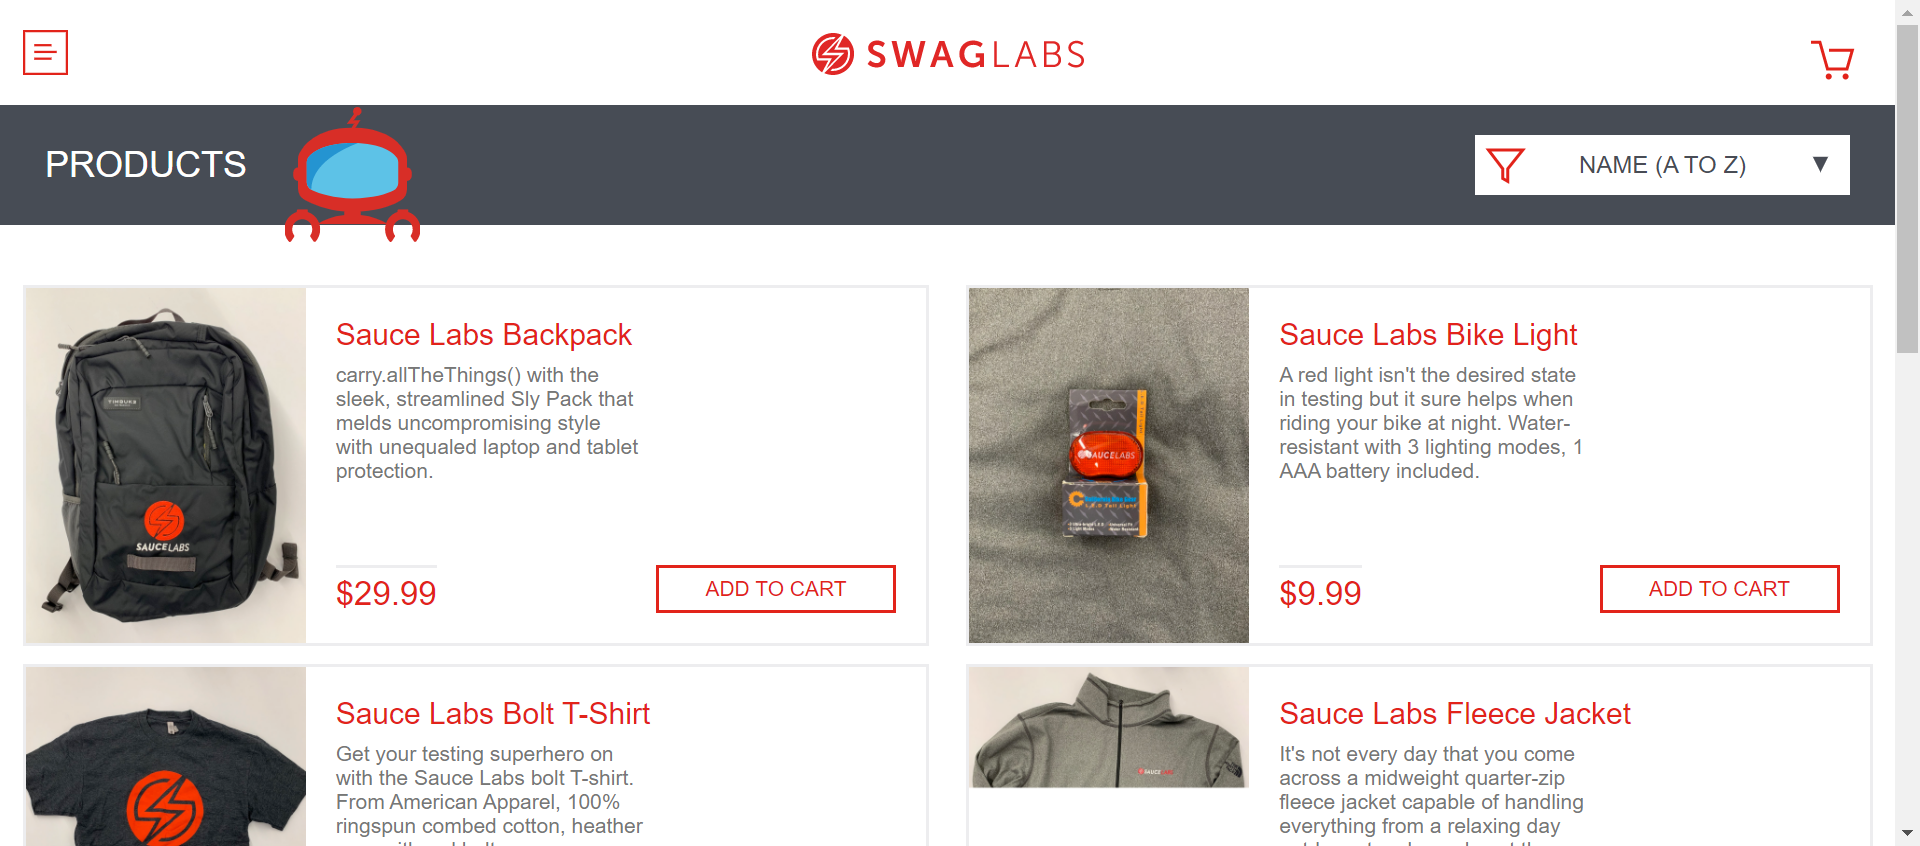 SWAGLABS
PRODUCTS
NAME (A TO Z)
Sauce Labs Backpack
carry.allTheThings() with the
sleek, streamlined Sly Pack that
melds uncompromising style
with unequaled laptop and tablet
protection.
$29.99
ADD TO CART
SAUCELABS
Sauce Labs Bike Light
A red light isn't the desired state
in testing but it sure helps when
riding your bike at night. Water-
resistant with 3 lighting modes, 1
AAA battery included.
$9.99
ADD TO CART
SAUCELABS
Sauce Labs Bolt T-Shirt
Get your testing superhero on
with the Sauce Labs bolt T-shirt.
From American Apparel, 100%
ringspun combed cotton, heather
Sauce Labs Fleece Jacket
It's not every day that you come
across a midweight quarter-zip
fleece jacket capable of handling
everything from a relaxing day
SAUCELABS